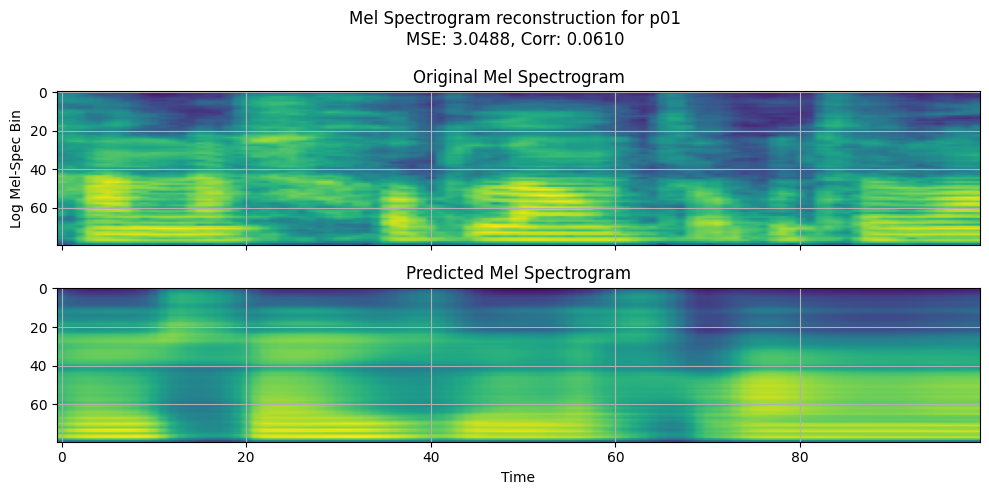 Mel Spectrogram reconstruction for p01
MSE: 3.0488, Corr: 0.0610
Original Mel Spectrogram
0
20
40
60
Log Mel-Spec Bin
Predicted Mel Spectrogram
0
20
40
60
0 20 40 60 80
Time